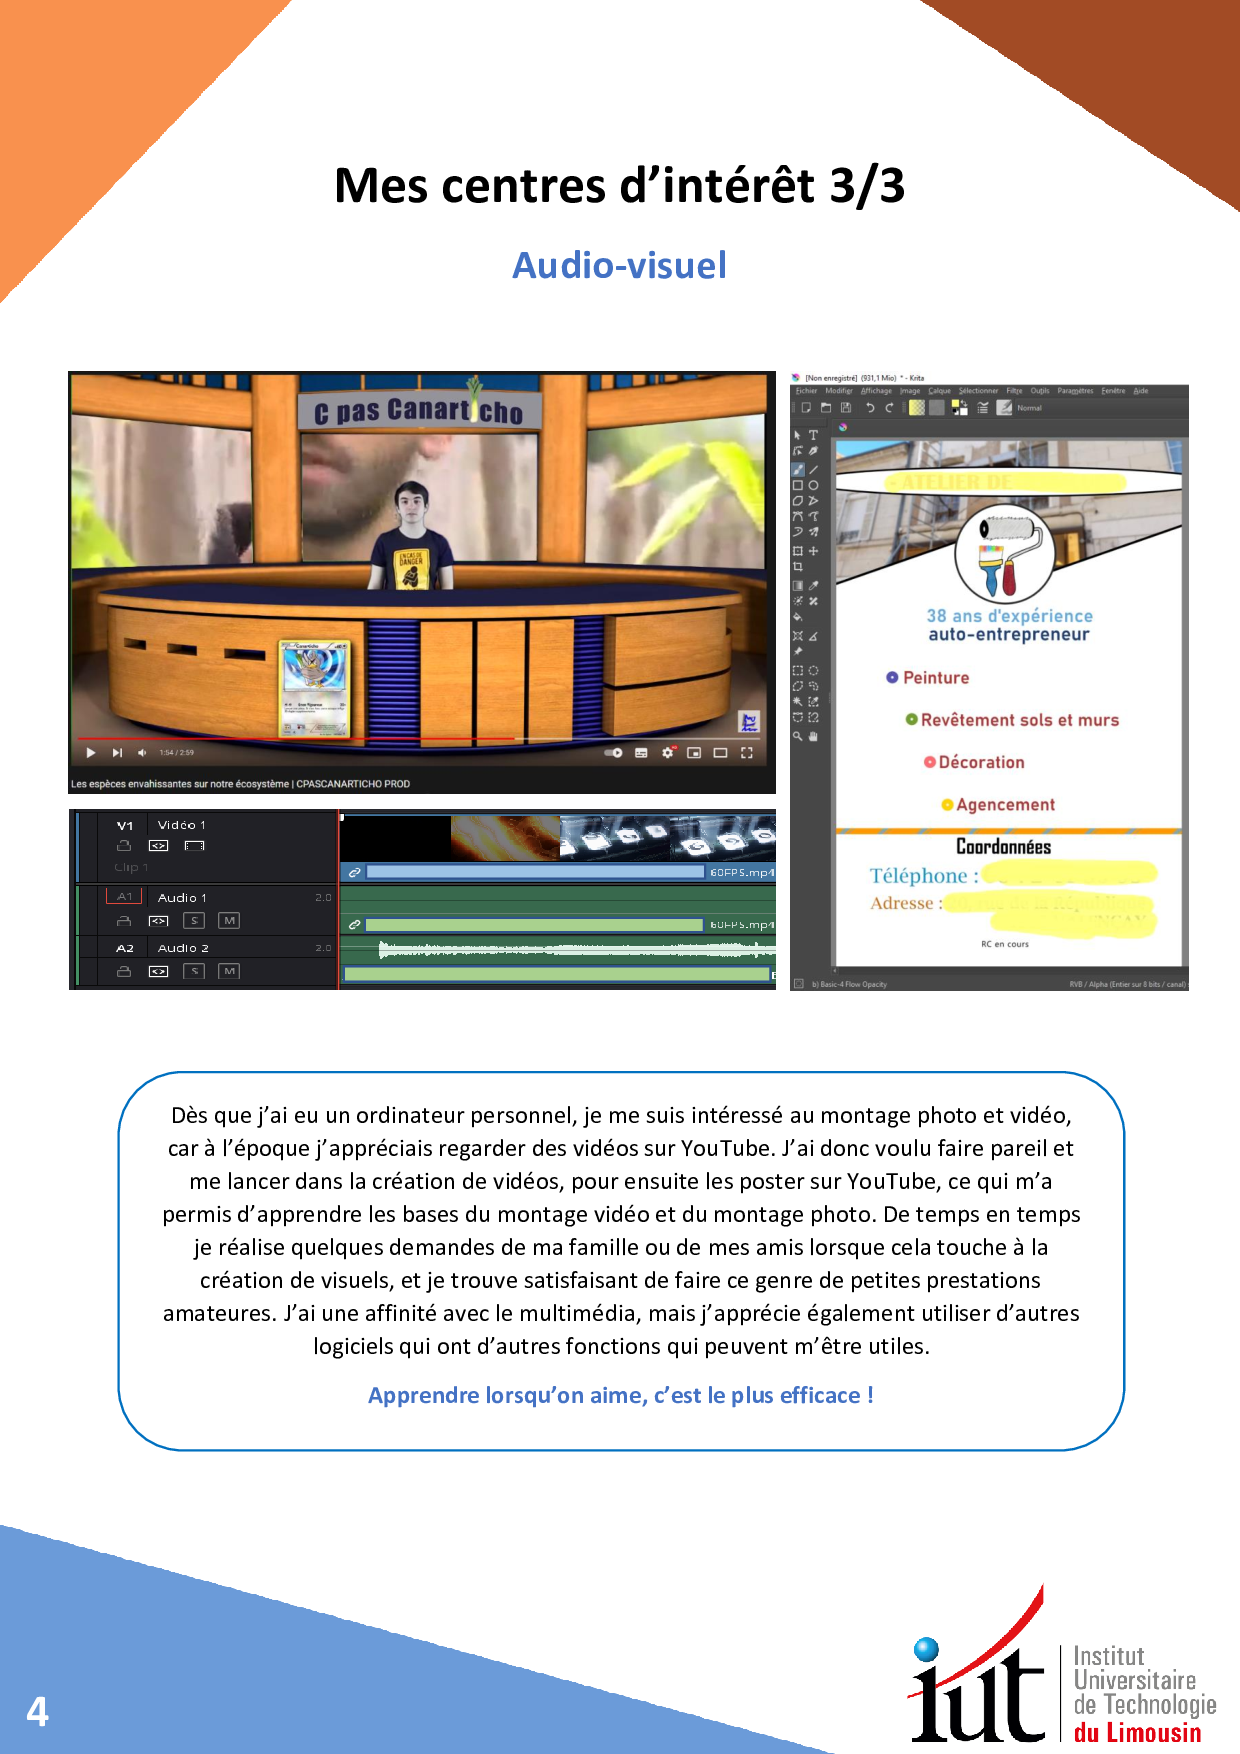 Mes centres d’intérêt 3/3
Audio-visuel
C pas Canarticho
EN CAS DE
DANGER
Canarticho
1:54 / 2:59
Les espèces envahissantes sur notre écosystème | CPASCANARTICHO PROD
V1 Vidéo 1
Clip 1
60FPS.mp4
A1 Audio 1 2.0
S M
60FPS.mp4
A2 Audio 2 2.0
S M
[Non enregistré] (931,1 Mio) * - Krita
Fichier Modifier Affichage Image Calque Sélectionner Filtre Outils Paramètres Fenêtre Aide
Normal
ATELIER DE
38 ans d'expérience
auto-entrepreneur
Peinture
Revêtement sols et murs
Décoration
Agencement
Coordonnées
Téléphone :
Adresse :
RC en cours
b) Basic-4 Flow Opacity
RVB / Alpha (Entier sur 8 bits / canal)
Dès que j’ai eu un ordinateur personnel, je me suis intéressé au montage photo et vidéo,
car à l’époque j’appréciais regarder des vidéos sur YouTube. J’ai donc voulu faire pareil et
me lancer dans la création de vidéos, pour ensuite les poster sur YouTube, ce qui m’a
permis d’apprendre les bases du montage vidéo et du montage photo. De temps en temps
je réalise quelques demandes de ma famille ou de mes amis lorsque cela touche à la
création de visuels, et je trouve satisfaisant de faire ce genre de petites prestations
amateures. J’ai une affinité avec le multimédia, mais j’apprécie également utiliser d’autres
logiciels qui ont d’autres fonctions qui peuvent m’être utiles.
Apprendre lorsqu’on aime, c’est le plus efficace !
4
iut
Institut
Universitaire
de Technologie
du Limousin